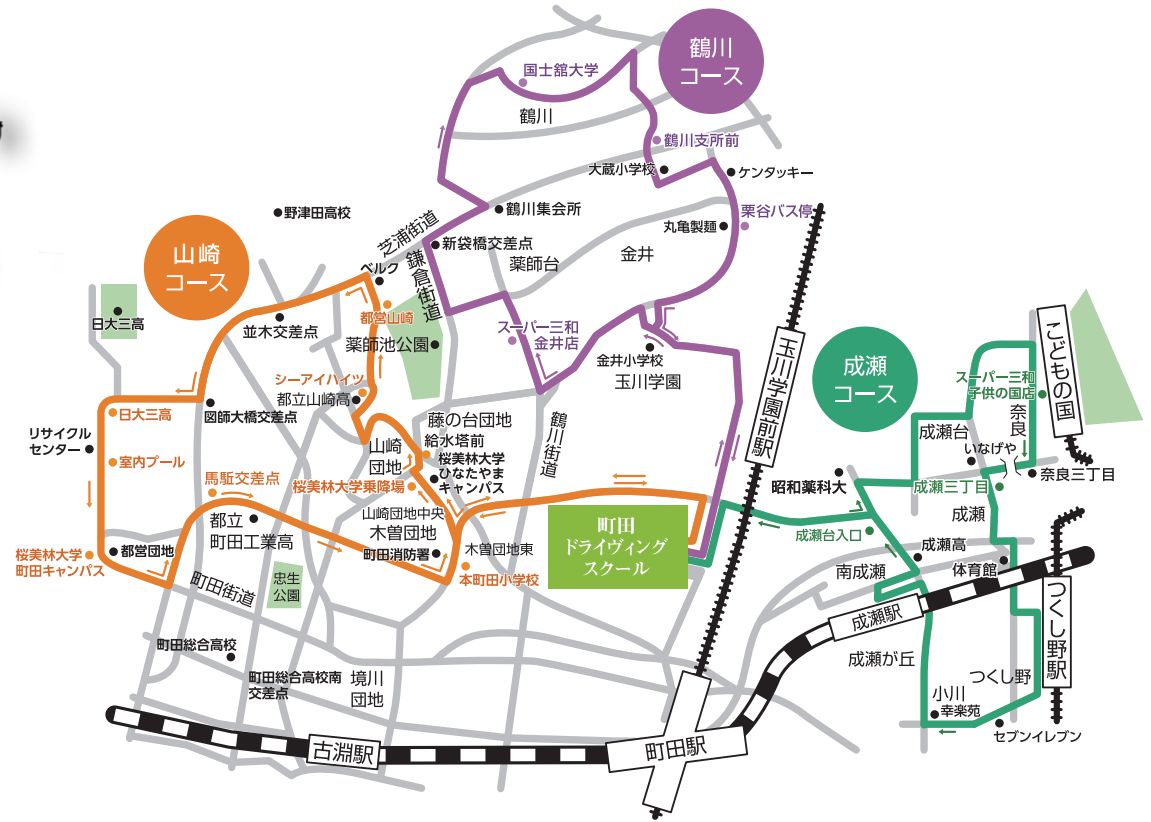 鶴川
コース
国士舘大学
鶴川
鶴川支所前
大蔵小学校
ケンタッキー
栗谷バス停
野津田高校
鶴川集会所
丸亀製麺
芝浦街道
新袋橋交差点
金井
薬師台
鎌倉街道
山崎
コース
ベルク
日大三高
並木交差点
都営山崎
薬師池公園
スーパー三和
金井店
金井小学校
玉川学園
玉川学園前駅
成瀬
コース
こどもの国
スーパー三和
子供の国店
奈良
シーアイハイツ
都立山崎高
図師大橋交差点
日大三高
リサイクル
センター
室内プール
馬駈交差点
山崎
団地
藤の台団地
給水塔前
桜美林大学
ひなたやま
キャンパス
鶴川街道
桜美林大学乗降場
成瀬台
いなげや
奈良三丁目
昭和薬科大
成瀬三丁目
成瀬
都立
町田工業高
山崎団地中央
木曽団地
町田消防署
木曽団地東
本町田小学校
町田
ドライヴィング
スクール
成瀬台入口
成瀬高
体育館
南成瀬
都営団地
桜美林大学
町田キャンパス
町田街道
忠生
公園
成瀬駅
つくし野駅
町田総合高校
町田総合高校南
交差点
境川
団地
成瀬が丘
つくし野
小川
幸楽苑
セブンイレブン
古淵駅
町田駅